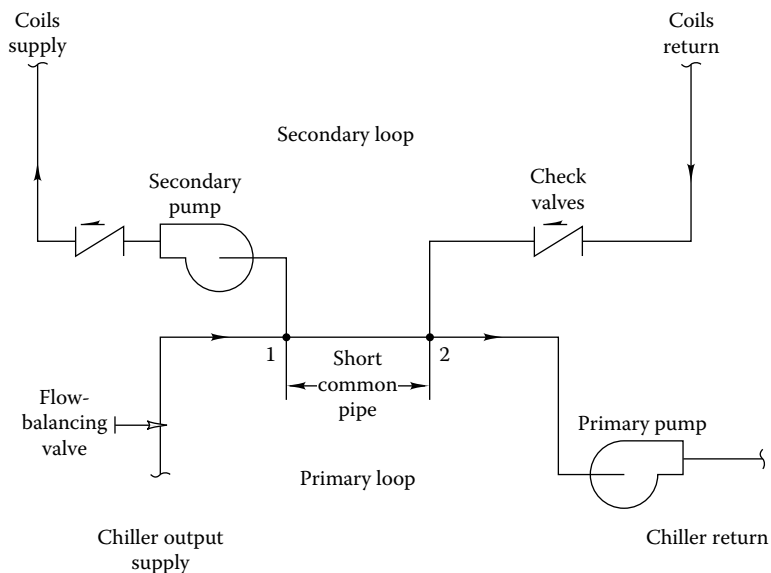 Coils
supply
Coils
return
Secondary loop
Secondary
pump
Check
valves
1
2
Short
common
pipe
Flow-
balancing
valve
Primary pump
Primary loop
Chiller output
supply
Chiller return